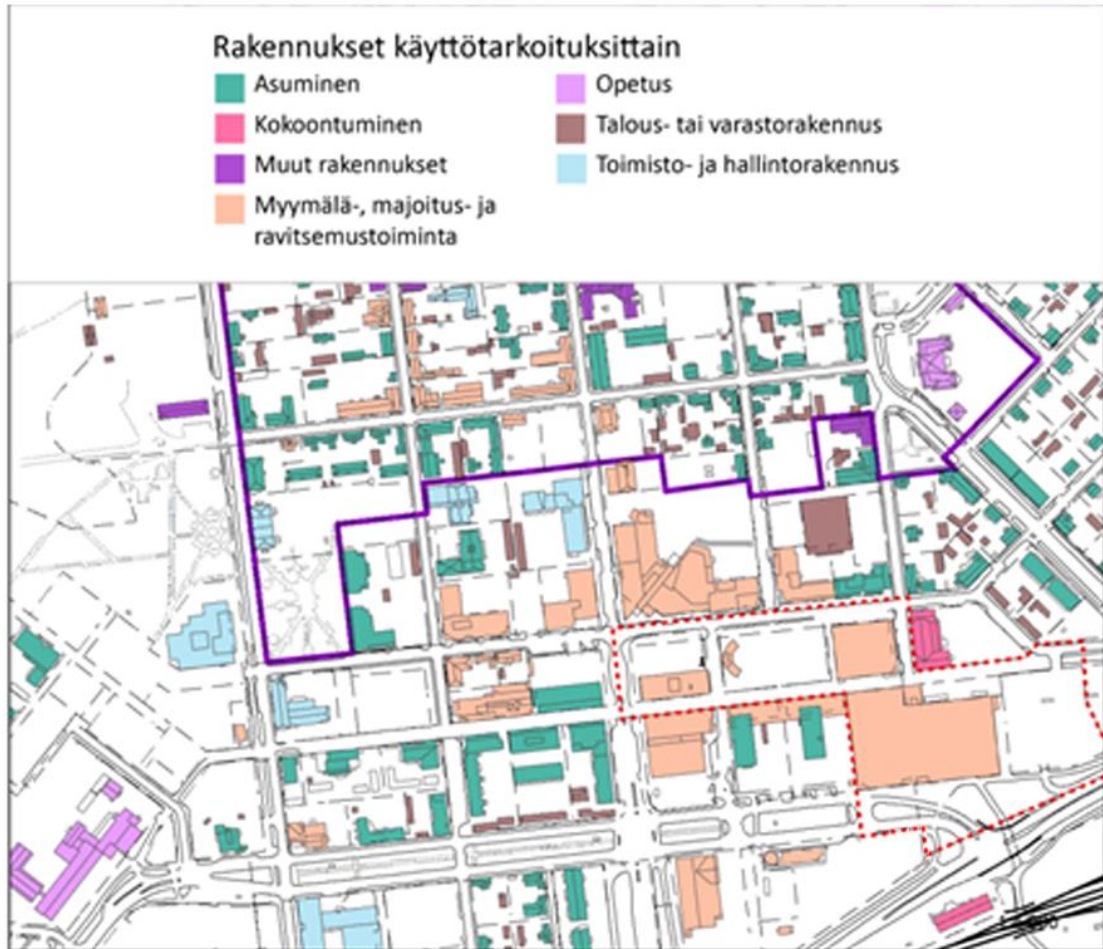 Rakennukset käyttötarkoituksittain
Asuminen
Kokoontuminen
Muut rakennukset
Myymälä-, majoitus- ja
ravitsemustoiminta
Opetus
Talous- tai varastorakennus
Toimisto- ja hallintorakennus